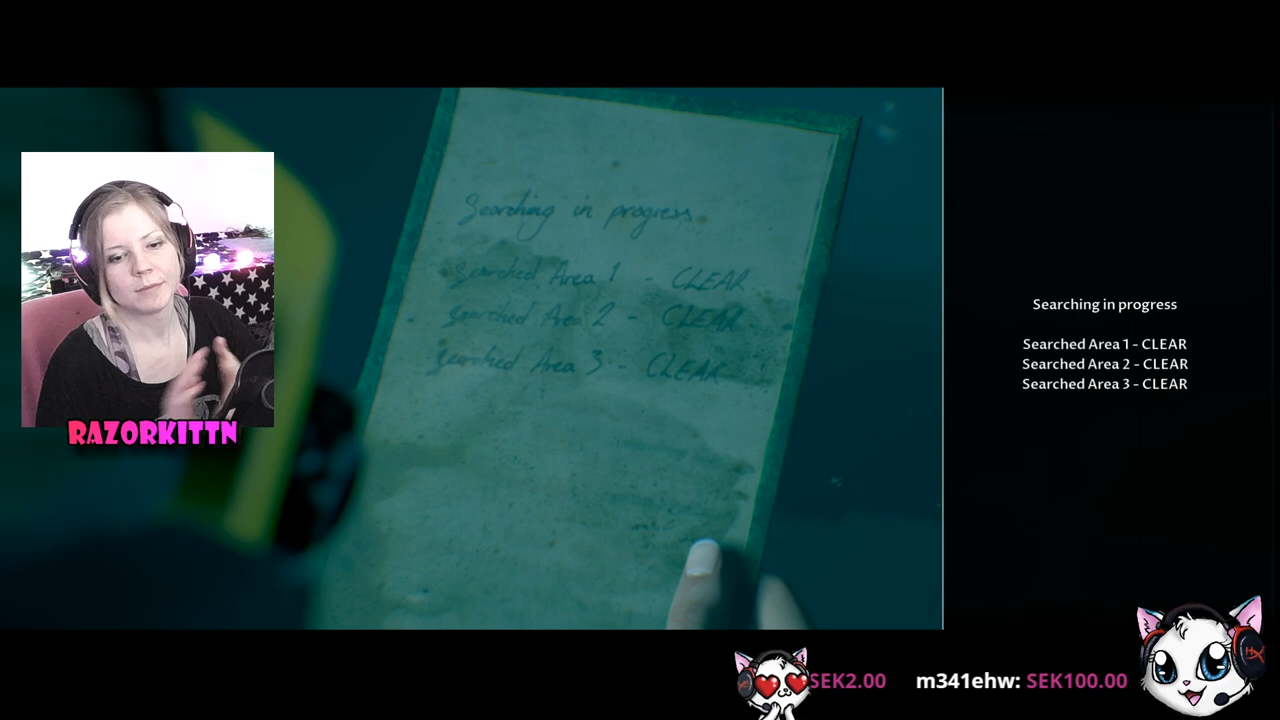 Searching in progress
Searched Area 1 - CLEAR
Searched Area 2 - CLEAR
Searched Area 3 - CLEAR
RAZORKITTN
Searching in progress
Searched Area 1 - CLEAR
Searched Area 2 - CLEAR
Searched Area 3 - CLEAR
SEK2.00 m341ehw: SEK100.00